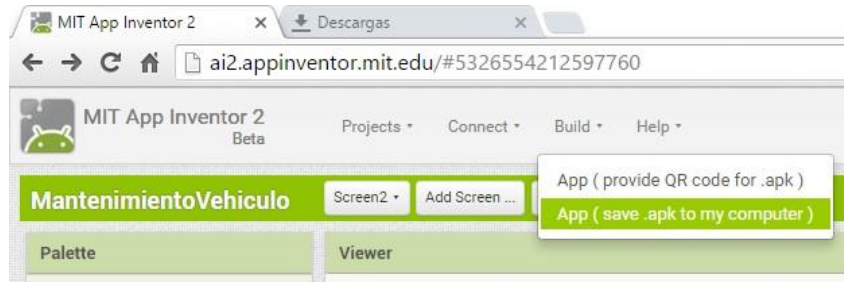 MIT App Inventor 2
Descargas
ai2.appinventor.mit.edu/#5326554212597760
MIT App Inventor 2
Beta
Projects
Connect
Build
Help
App ( provide QR code for .apk )
App ( save .apk to my computer )
MantenimientoVehiculo
Screen2
Add Screen ...
Palette
Viewer